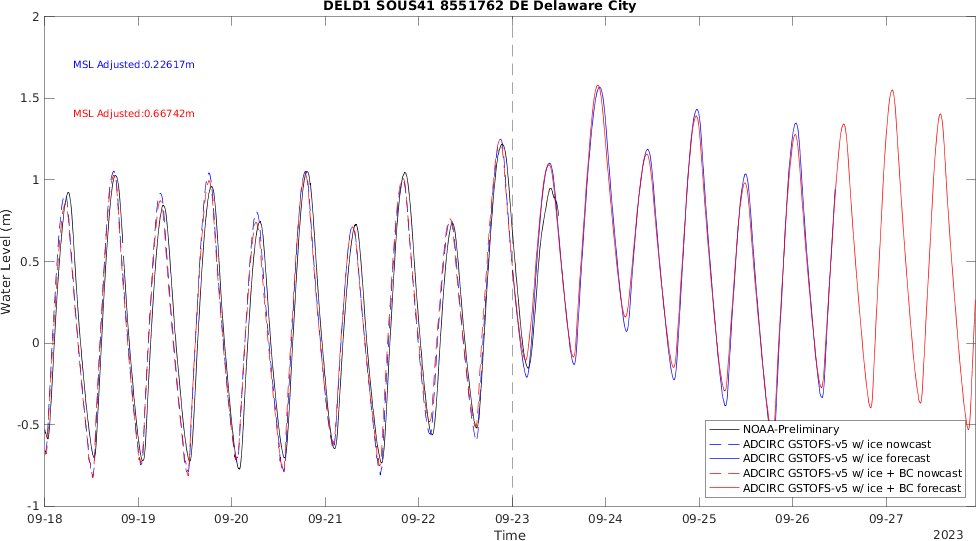 DELD1 SOUS41 8551762 DE Delaware City
2
MSL Adjusted:0.22617m
1.5
MSL Adjusted:0.66742m
1
Water Level (m)
0.5
0
-0.5
-1
NOAA-Preliminary
ADCIRC GSTOFS-v5 w/ ice nowcast
ADCIRC GSTOFS-v5 w/ ice forecast
ADCIRC GSTOFS-v5 w/ ice + BC nowcast
ADCIRC GSTOFS-v5 w/ ice + BC forecast
09-18 09-19 09-20 09-21 09-22 09-23 09-24 09-25 09-26 09-27
Time
2023